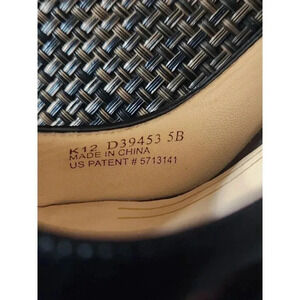 K12 D39453 5B
MADE IN CHINA
US PATENT # 5713141